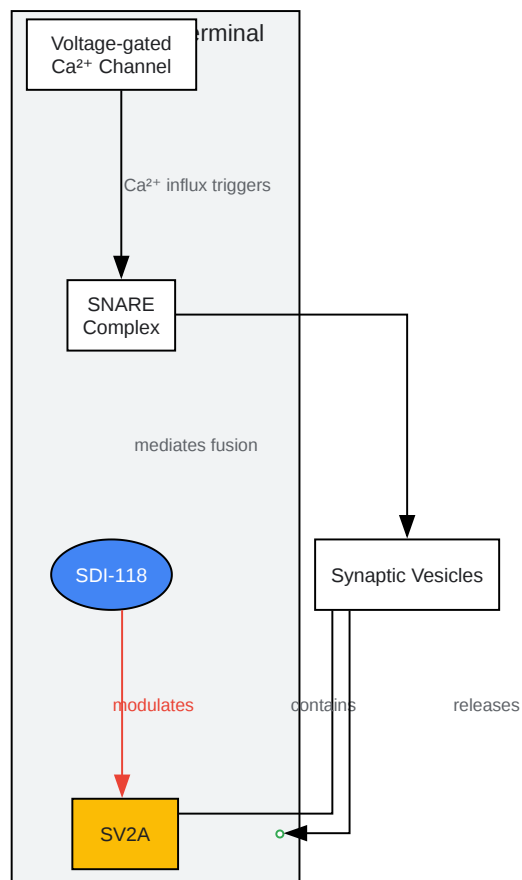 Voltage-gated
Ca²⁺ Channel
Ca²⁺ influx triggers
SNARE
Complex
mediates fusion
SDI-118
Synaptic Vesicles
modulates
contains
releases
SV2A